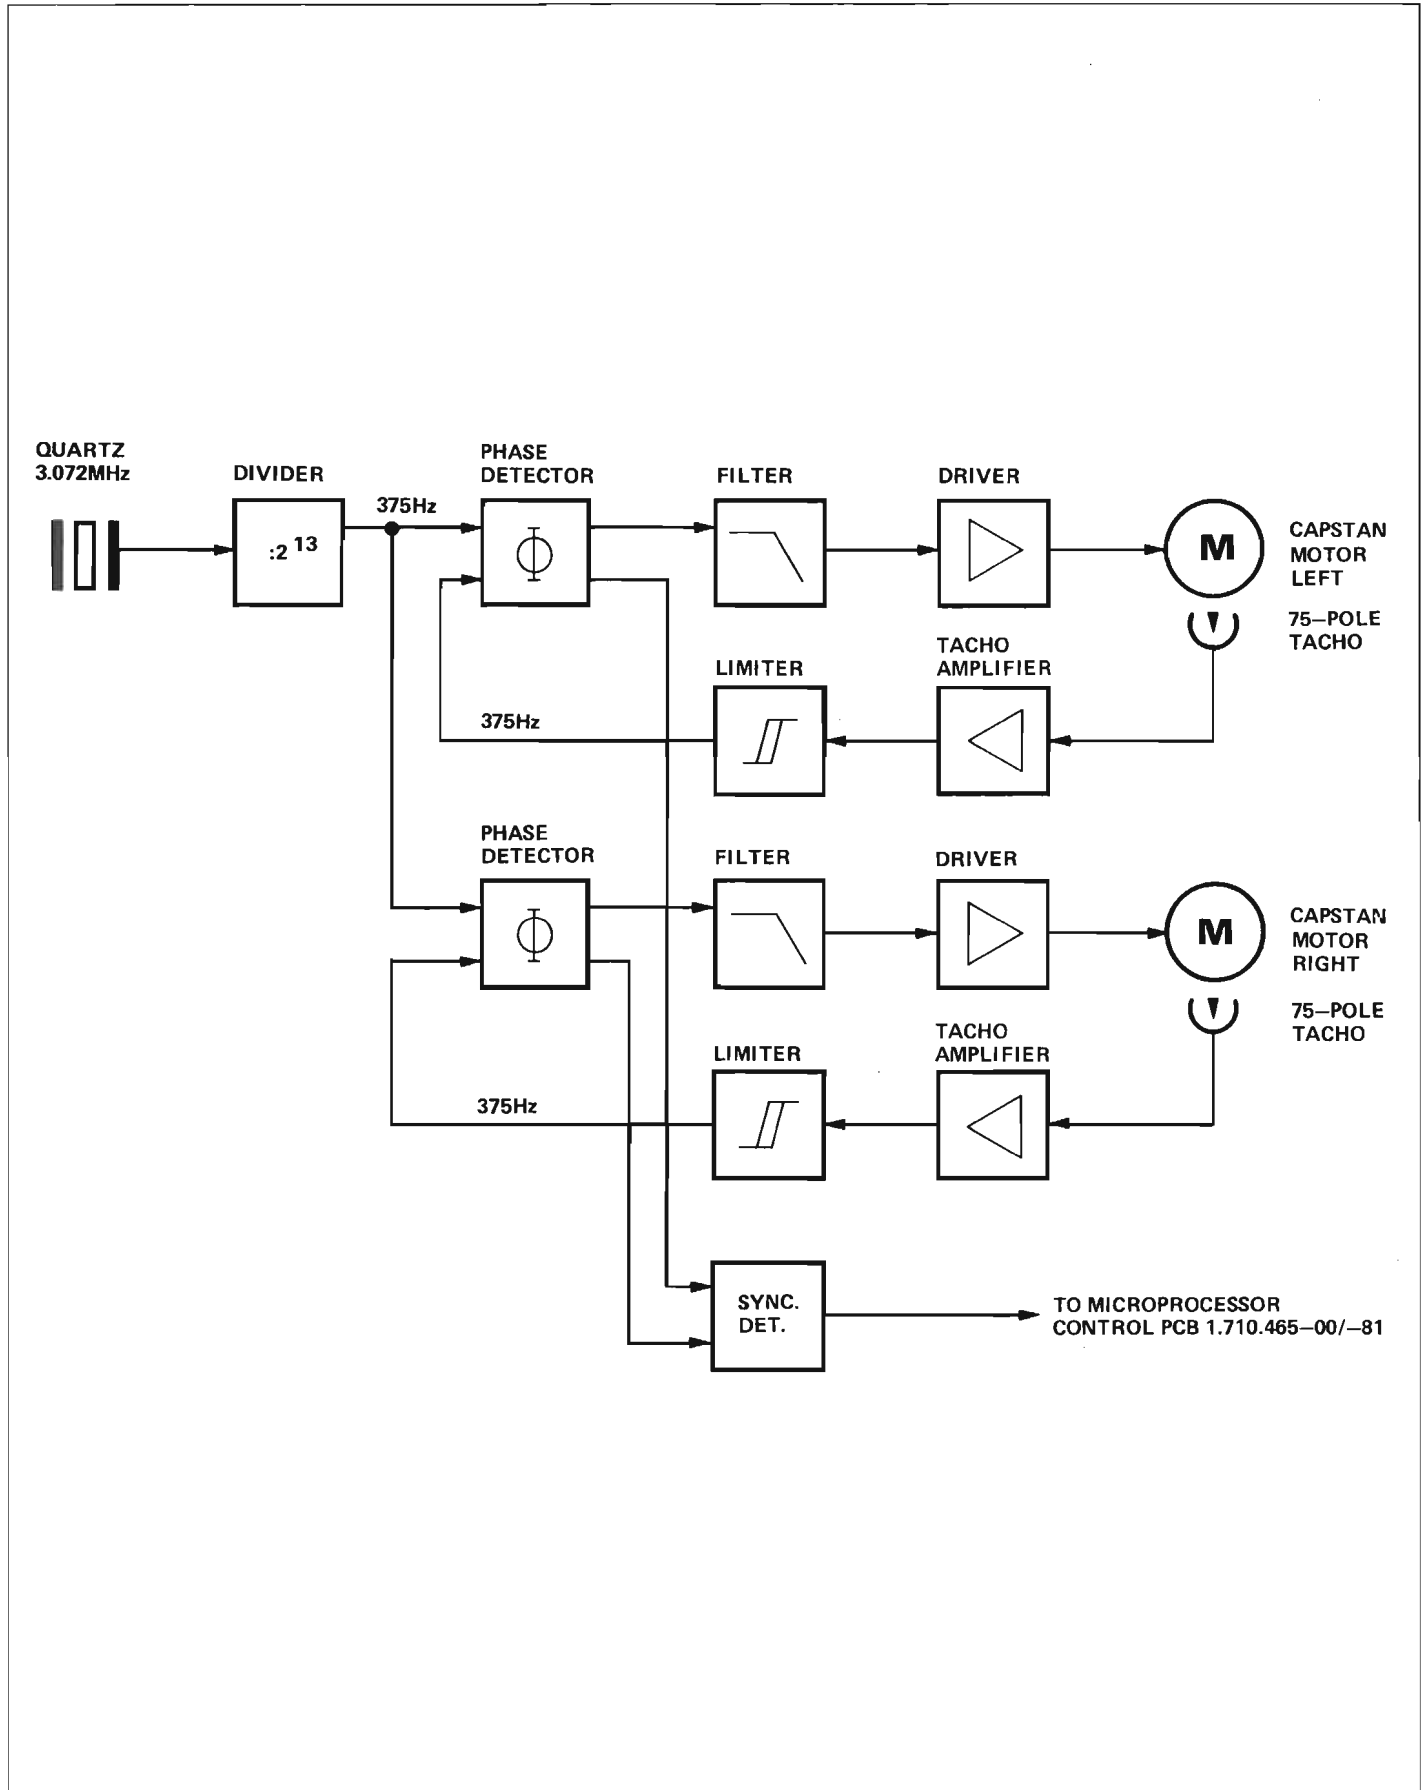 QUARTZ
3.072MHz
DIVIDER
:2 13
375Hz
PHASE
DETECTOR
Φ
FILTER
DRIVER
M
CAPSTAN
MOTOR
LEFT
75–POLE
TACHO
LIMITER
TACHO
AMPLIFIER
375Hz
PHASE
DETECTOR
Φ
FILTER
DRIVER
M
CAPSTAN
MOTOR
RIGHT
75–POLE
TACHO
LIMITER
TACHO
AMPLIFIER
375Hz
SYNC.
DET.
TO MICROPROCESSOR
CONTROL PCB 1.710.465–00/–81